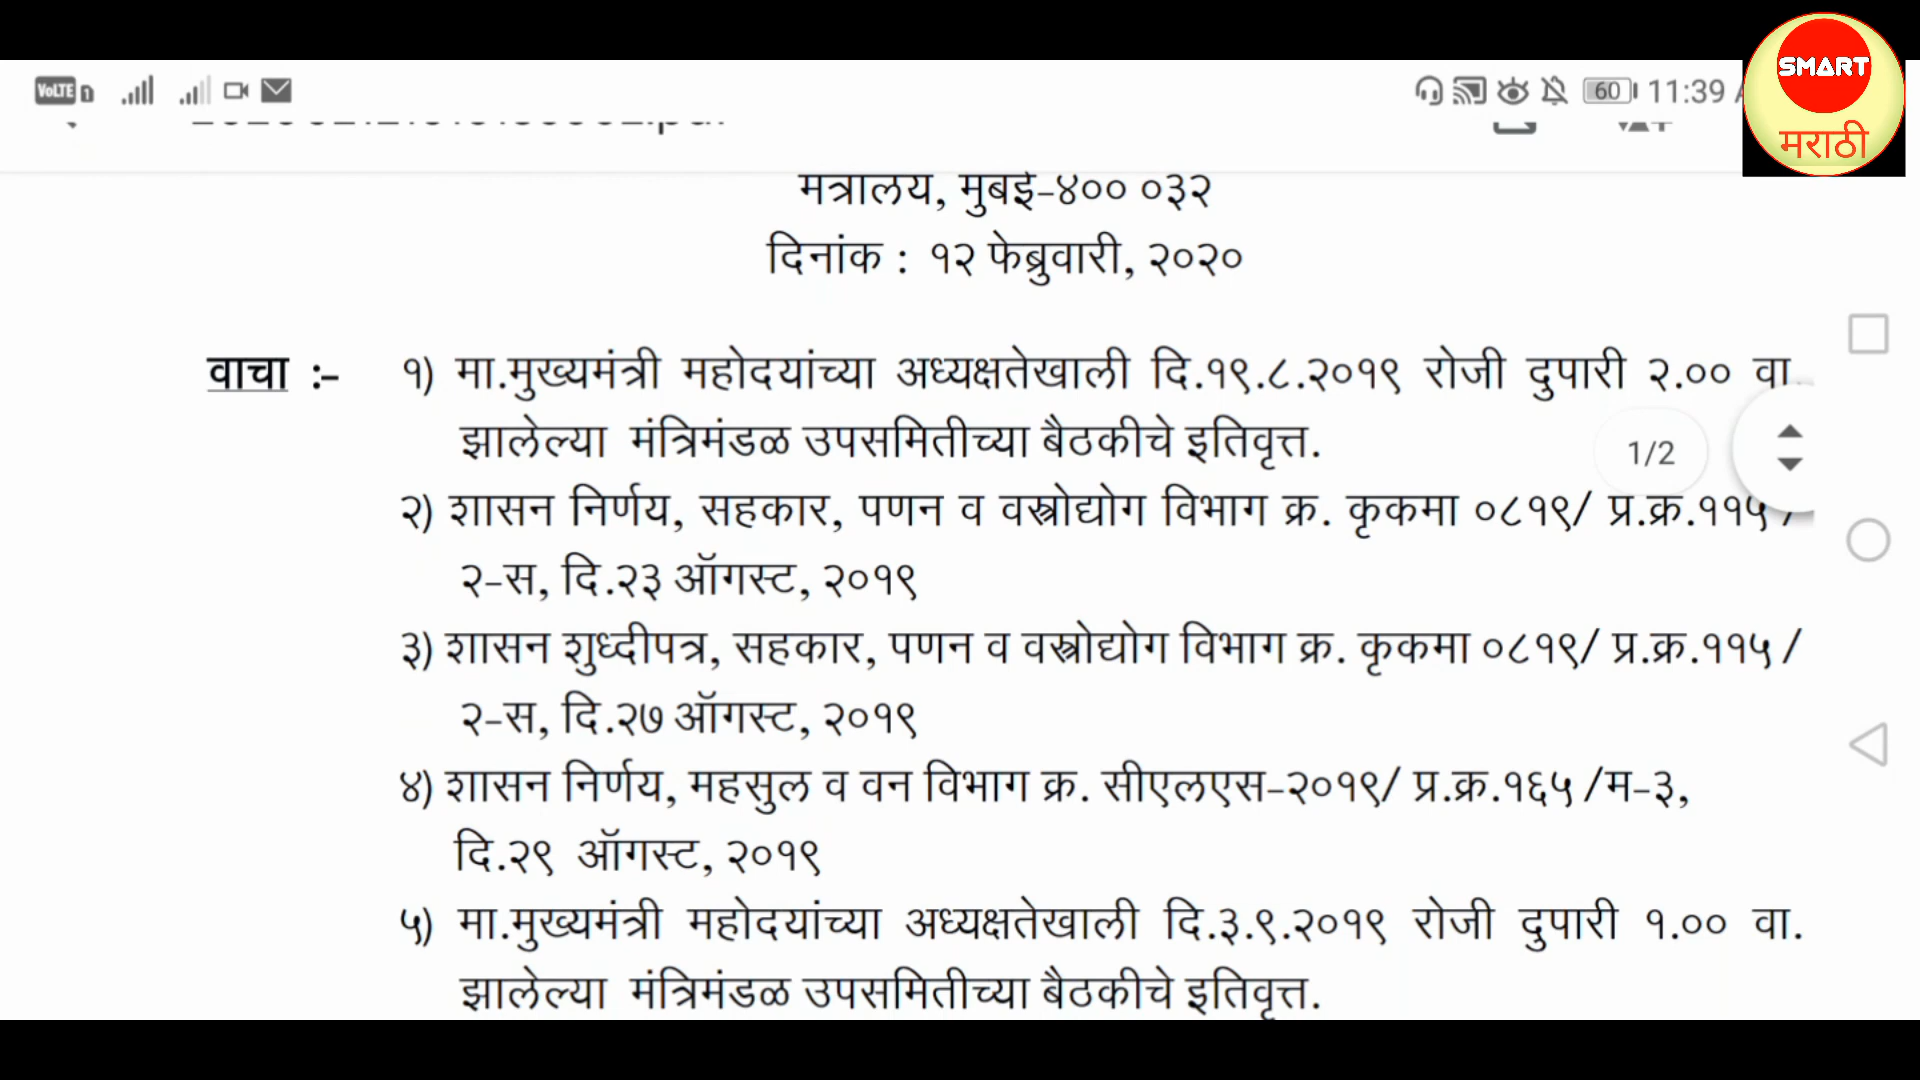 VoLTE 1
60 11:39
SMART
मराठी
मंत्रालय, मुंबई-४०० ०३२
दिनांक : १२ फेब्रुवारी, २०२०
वाचा :- १) मा.मुख्यमंत्री महोदयांच्या अध्यक्षतेखाली दि.१९.८.२०१९ रोजी दुपारी २.०० वा.
झालेल्या मंत्रिमंडळ उपसमितीच्या बैठकीचे इतिवृत्त.
1/2
२) शासन निर्णय, सहकार, पणन व वस्त्रोद्योग विभाग क्र. कृकमा ०८१९/ प्र.क्र.११५ /
२-स, दि.२३ ऑगस्ट, २०१९
३) शासन शुध्दीपत्र, सहकार, पणन व वस्त्रोद्योग विभाग क्र. कृकमा ०८१९/ प्र.क्र.११५ /
२-स, दि.२७ ऑगस्ट, २०१९
४) शासन निर्णय, महसुल व वन विभाग क्र. सीएलएस-२०१९/ प्र.क्र.१६५ /म-३,
दि.२९ ऑगस्ट, २०१९
५) मा.मुख्यमंत्री महोदयांच्या अध्यक्षतेखाली दि.३.९.२०१९ रोजी दुपारी १.०० वा.
झालेल्या मंत्रिमंडळ उपसमितीच्या बैठकीचे इतिवृत्त.